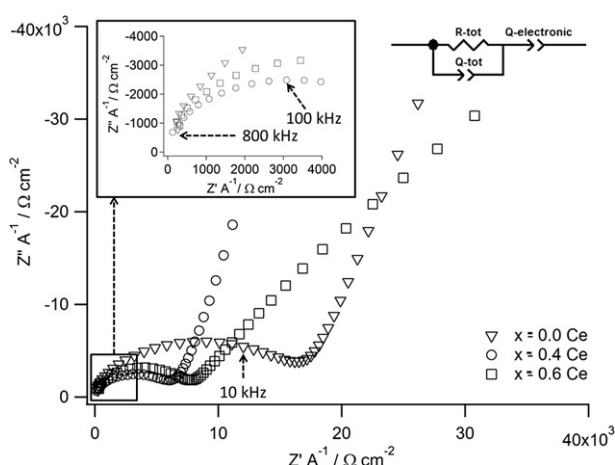 -40x10³
-30
-20
-10
0
Z" A⁻¹ / Ω cm⁻²
0
10
20
30
40x10³
Z' A⁻¹ / Ω cm⁻²
-4000
-3000
-2000
-1000
0
Z" A⁻¹ / Ω cm⁻²
0
1000
2000
3000
4000
Z' A⁻¹ / Ω cm⁻²
100 kHz
800 kHz
R-tot
Q-electronic
Q-tot
x = 0.0 Ce
x = 0.4 Ce
x = 0.6 Ce
10 kHz